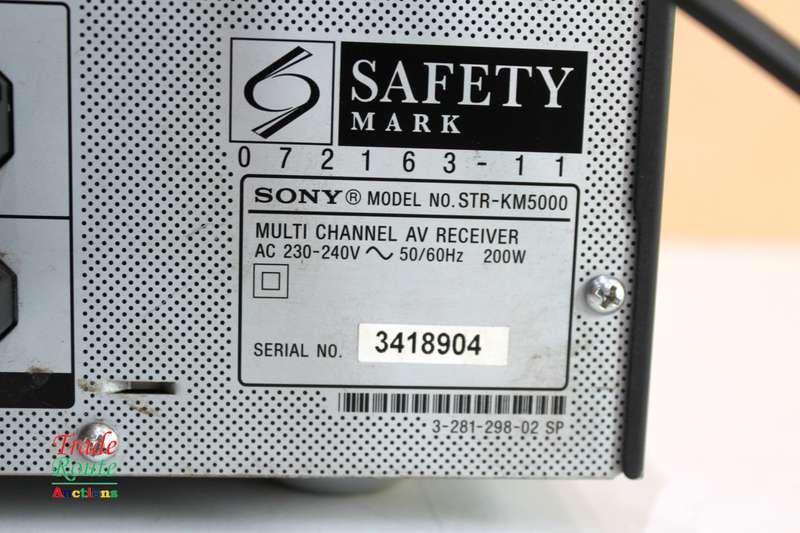 SAFETY
MARK
072163-11
SONY® MODEL NO. STR-KM5000
MULTI CHANNEL AV RECEIVER
AC 230-240V ~ 50/60Hz 200W
SERIAL NO. 3418904
3-281-298-02 SP
Trade
Route
Auctions